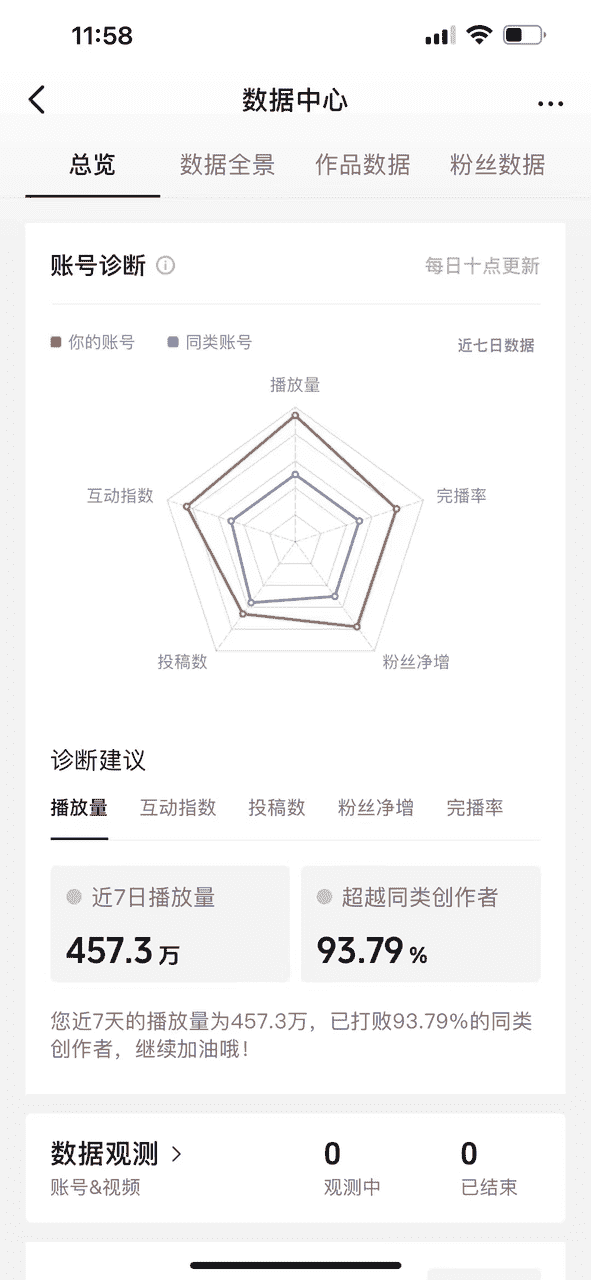 11:58
数据中心
总览 数据全景 作品数据 粉丝数据
账号诊断 每日十点更新
你的账号 同类账号 近七日数据
播放量
互动指数 完播率
投稿数 粉丝净增
诊断建议
播放量 互动指数 投稿数 粉丝净增 完播率
近7日播放量 超越同类创作者
457.3万 93.79%
您近7天的播放量为457.3万，已打败93.79%的同类
创作者，继续加油哦！
数据观测 0 0
账号&视频 观测中 已结束